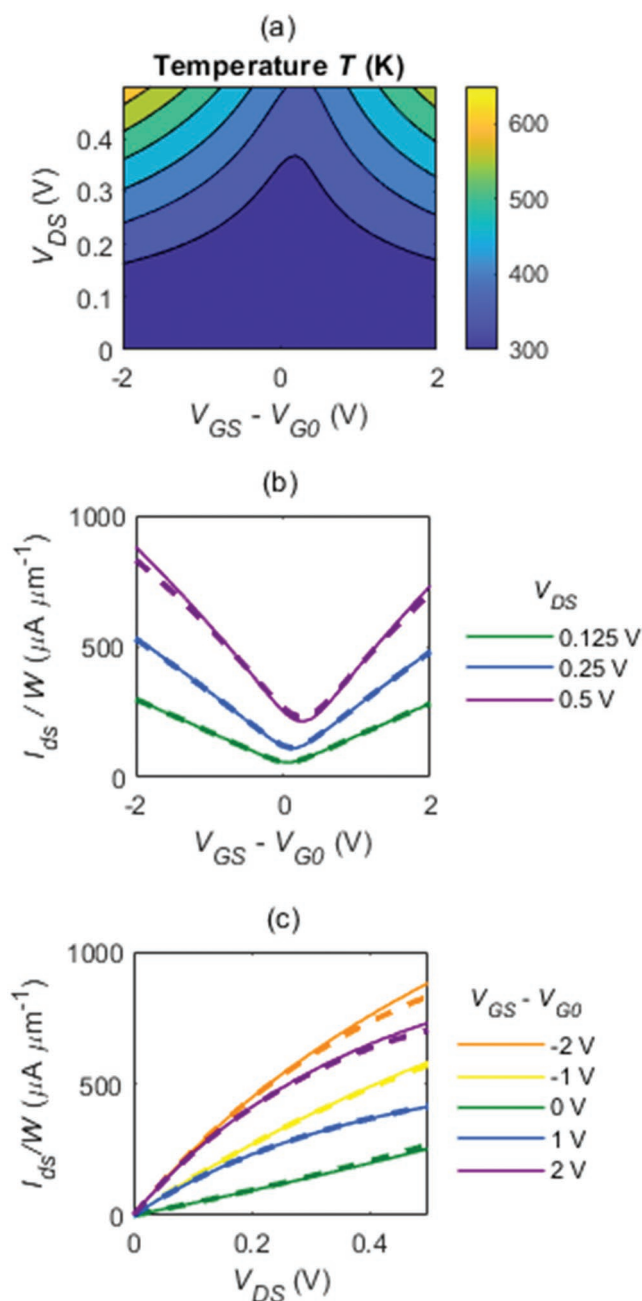 (a)
Temperature T (K)
V_DS (V)
0.4
0.3
0.2
0.1
0
-2
0
2
V_GS - V_G0 (V)
600
500
400
300
(b)
I_ds / W (μA μm⁻¹)
1000
500
0
-2
0
2
V_GS - V_G0 (V)
V_DS
0.125 V
0.25 V
0.5 V
(c)
I_ds/W (μA μm⁻¹)
1000
500
0
0
0.2
0.4
V_DS (V)
V_GS - V_G0
-2 V
-1 V
0 V
1 V
2 V